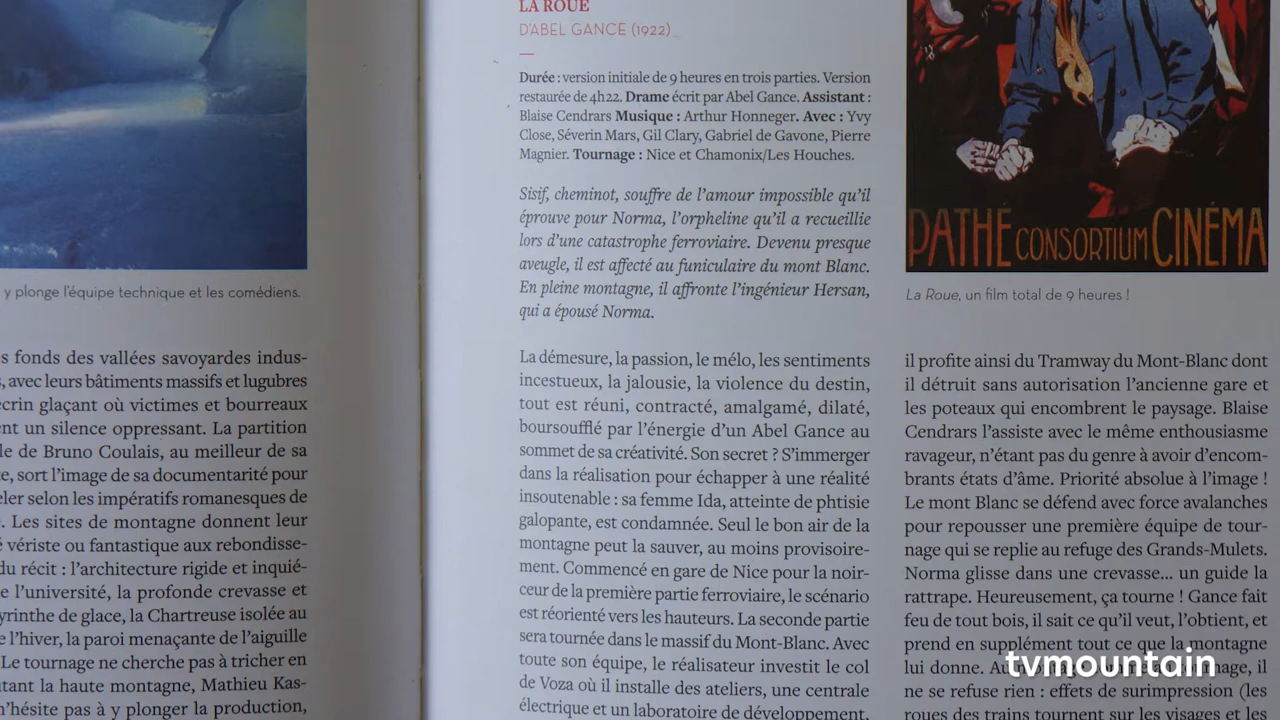 y plonge l'équipe technique et les comédiens.
s fonds des vallées savoyardes indus-
, avec leurs bâtiments massifs et lugubres
écrin glaçant où victimes et bourreaux
ent un silence oppressant. La partition
le de Bruno Coulais, au meilleur de sa
te, sort l'image de sa documentarité pour
eler selon les impératifs romanesques de
. Les sites de montagne donnent leur
é vériste ou fantastique aux rebondisse-
du récit : l'architecture rigide et inquié-
e l'université, la profonde crevasse et
yrinthe de glace, la Chartreuse isolée au
e l'hiver, la paroi menaçante de l'aiguille
Le tournage ne cherche pas à tricher en
utant la haute montagne, Mathieu Kas-
n'hésite pas à y plonger la production,
LA ROUE
D'ABEL GANCE (1922)
Durée : version initiale de 9 heures en trois parties. Version
restaurée de 4h22. Drame écrit par Abel Gance. Assistant :
Blaise Cendrars Musique : Arthur Honneger. Avec : Yvy
Close, Séverin Mars, Gil Clary, Gabriel de Gavone, Pierre
Magnier. Tournage : Nice et Chamonix/Les Houches.
Sisif, cheminot, souffre de l'amour impossible qu'il
éprouve pour Norma, l'orpheline qu'il a recueillie
lors d'une catastrophe ferroviaire. Devenu presque
aveugle, il est affecté au funiculaire du mont Blanc.
En pleine montagne, il affronte l'ingénieur Hersan,
qui a épousé Norma.
La démesure, la passion, le mélo, les sentiments
incestueux, la jalousie, la violence du destin,
tout est réuni, contracté, amalgamé, dilaté,
boursoufflé par l'énergie d'un Abel Gance au
sommet de sa créativité. Son secret ? S'immerger
dans la réalisation pour échapper à une réalité
insoutenable : sa femme Ida, atteinte de phtisie
galopante, est condamnée. Seul le bon air de la
montagne peut la sauver, au moins provisoire-
ment. Commencé en gare de Nice pour la noir-
ceur de la première partie ferroviaire, le scénario
est réorienté vers les hauteurs. La seconde partie
sera tournée dans le massif du Mont-Blanc. Avec
toute son équipe, le réalisateur investit le col
de Voza où il installe des ateliers, une centrale
électrique et un laboratoire de développement.
PATHÉ CONSORTIUM CINÉMA
La Roue, un film total de 9 heures !
il profite ainsi du Tramway du Mont-Blanc dont
il détruit sans autorisation l'ancienne gare et
les poteaux qui encombrent le paysage. Blaise
Cendrars l'assiste avec le même enthousiasme
ravageur, n'étant pas du genre à avoir d'encom-
brants états d'âme. Priorité absolue à l'image !
Le mont Blanc se défend avec force avalanches
pour repousser une première équipe de tour-
nage qui se replie au refuge des Grands-Mulets.
Norma glisse dans une crevasse... un guide la
rattrape. Heureusement, ça tourne ! Gance fait
feu de tout bois, il sait ce qu'il veut, l'obtient, et
prend en supplément tout ce que la montagne
lui donne. il
ne se refuse rien : effets de surimpression (les
roues des trains tournent sur les visages et les
tvmountain